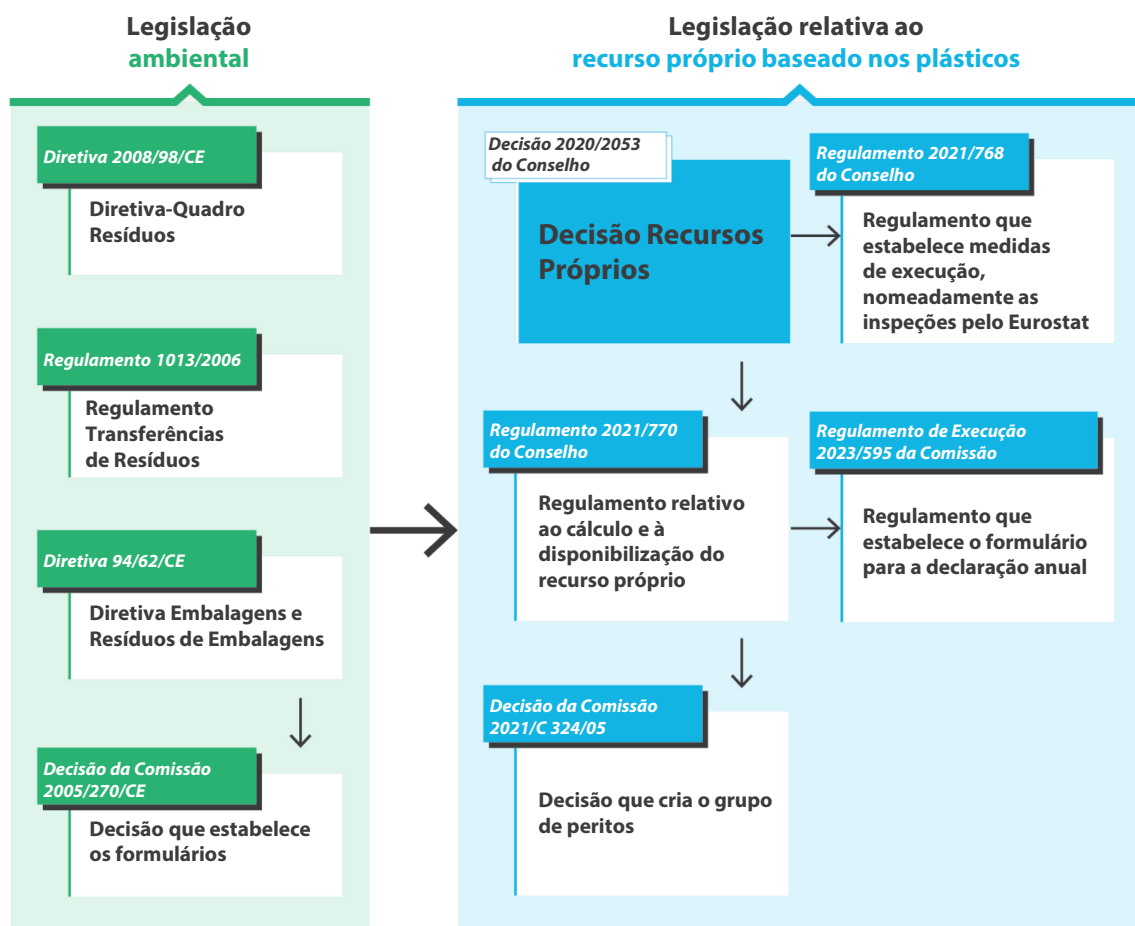 Legislação
ambiental
Diretiva 2008/98/CE
Diretiva-Quadro
Resíduos
Regulamento 1013/2006
Regulamento
Transferências
de Resíduos
Diretiva 94/62/CE
Diretiva Embalagens e
Resíduos de Embalagens
Decisão da Comissão
2005/270/CE
Decisão que estabelece
os formulários
Legislação relativa ao
recurso próprio baseado nos plásticos
Decisão 2020/2053
do Conselho
Decisão Recursos
Próprios
Regulamento 2021/768
do Conselho
Regulamento que
estabelece medidas
de execução,
nomeadamente as
inspeções pelo Eurostat
Regulamento 2021/770
do Conselho
Regulamento relativo
ao cálculo e à
disponibilização do
recurso próprio
Regulamento de Execução
2023/595 da Comissão
Regulamento que
estabelece o formulário
para a declaração anual
Decisão da Comissão
2021/C 324/05
Decisão que cria o grupo
de peritos